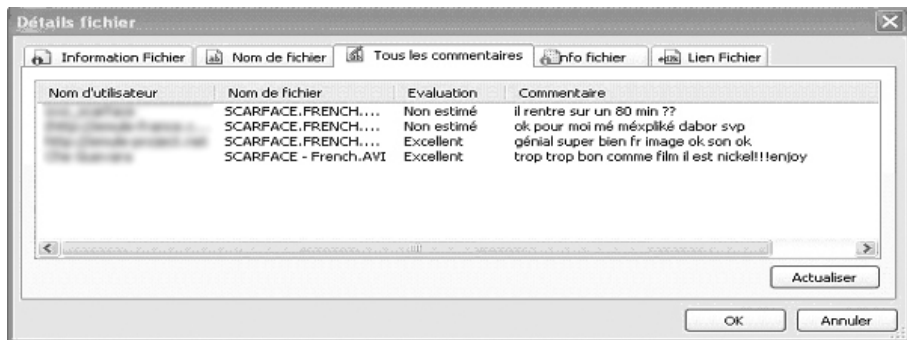 Détails fichier
Information Fichier Nom de fichier Tous les commentaires Info fichier Lien Fichier
Nom d'utilisateur Nom de fichier Evaluation Commentaire
SCARFACE.FRENCH.... Non estimé il rentre sur un 80 min ??
SCARFACE.FRENCH.... Non estimé ok pour moi mé méxpliké dabor svp
SCARFACE.FRENCH.... Excellent génial super bien fr image ok son ok
SCARFACE - French.AVI Excellent trop trop bon comme film il est nickel!!!enjoy
Actualiser
OK Annuler